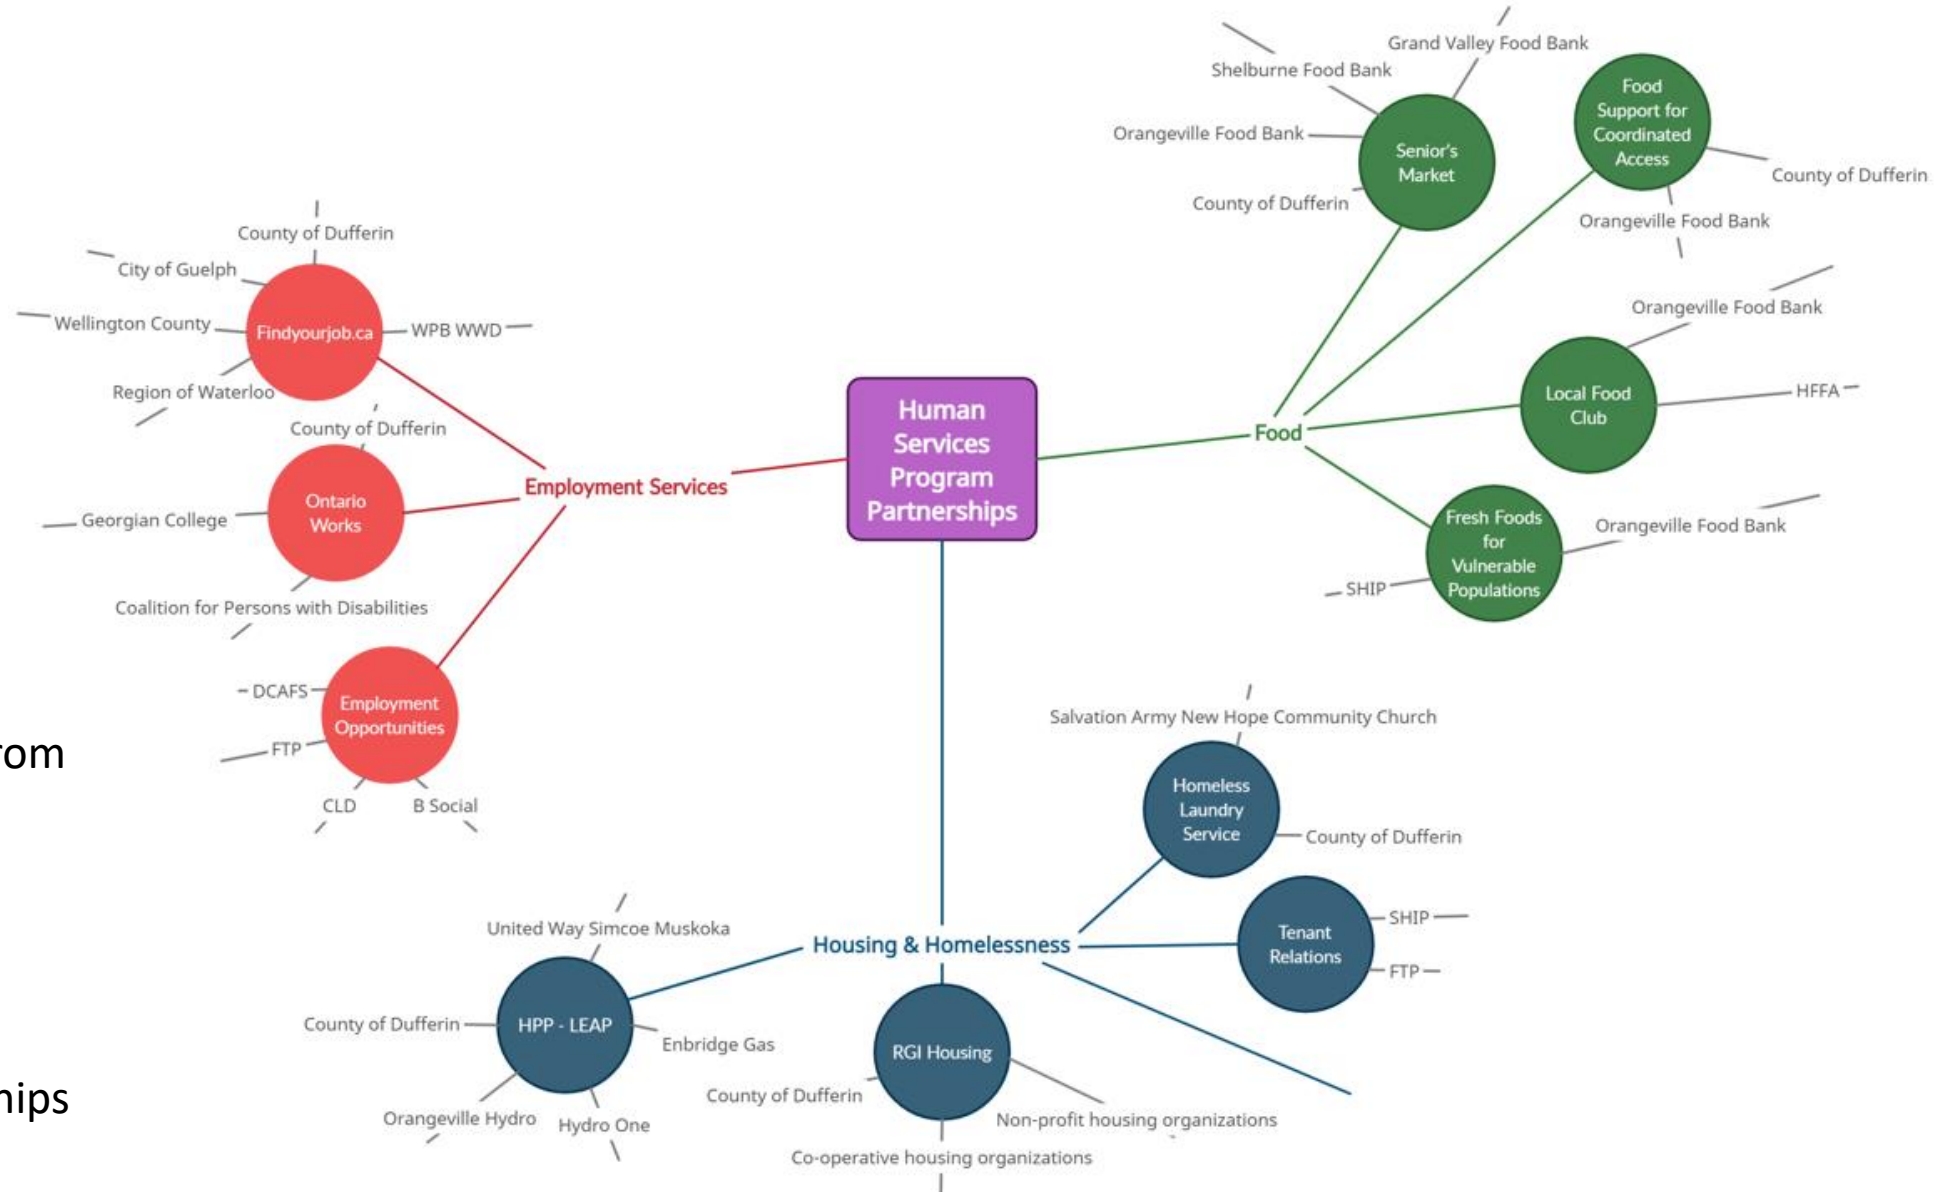 Human
Services
Program
Partnerships
Employment Services
County of Dufferin
City of Guelph
Wellington County
Findyourjob.ca
WPB WWD
Region of Waterloo
County of Dufferin
Ontario
Works
Georgian College
Coalition for Persons with Disabilities
DCAFS
Employment
Opportunities
FTP
CLD
B Social
Food
Grand Valley Food Bank
Shelburne Food Bank
Orangeville Food Bank
Senior's
Market
County of Dufferin
Food
Support for
Coordinated
Access
County of Dufferin
Orangeville Food Bank
Orangeville Food Bank
Local Food
Club
HFFA
Fresh Foods
for
Vulnerable
Populations
Orangeville Food Bank
SHIP
Housing & Homelessness
Salvation Army New Hope Community Church
Homeless
Laundry
Service
County of Dufferin
Tenant
Relations
SHIP
FTP
United Way Simcoe Muskoka
County of Dufferin
HPP - LEAP
Enbridge Gas
Orangeville Hydro
Hydro One
RGI Housing
County of Dufferin
Non-profit housing organizations
Co-operative housing organizations